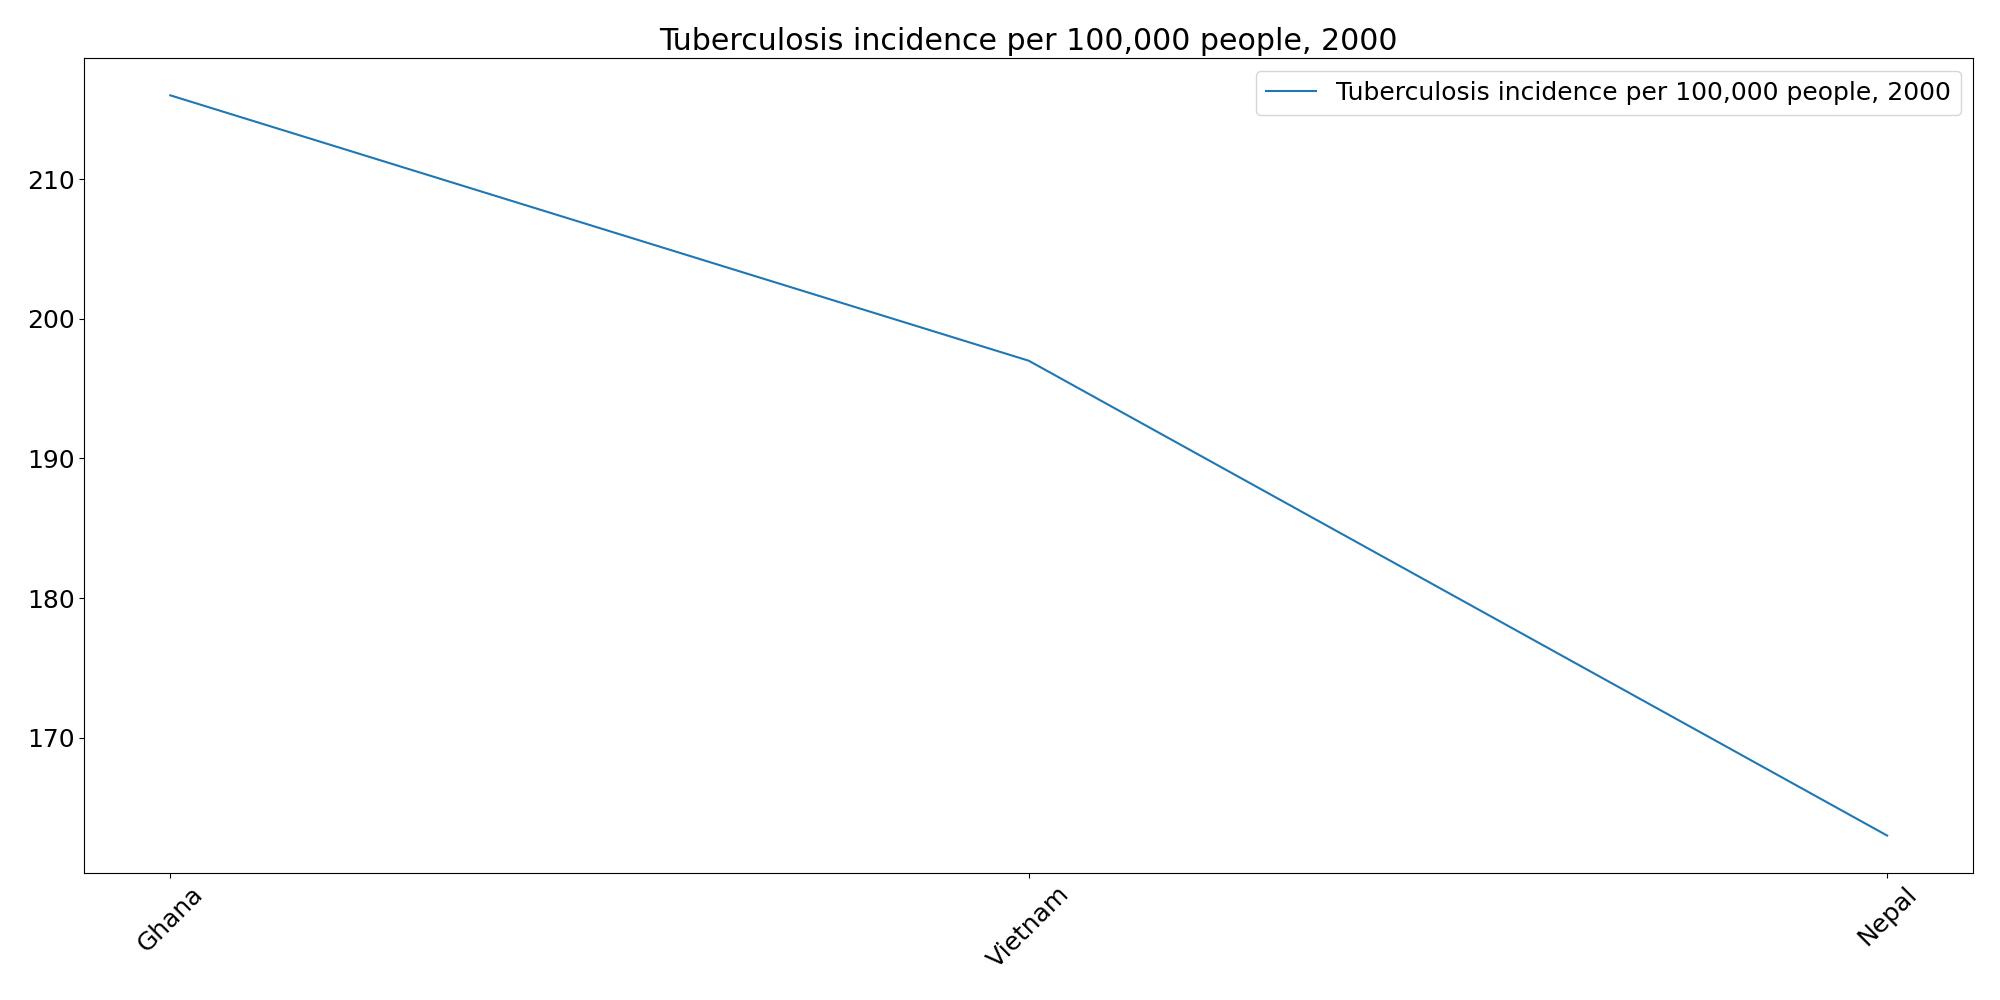 Tuberculosis incidence per 100,000 people, 2000
Tuberculosis incidence per 100,000 people, 2000
210
200
190
180
170
Ghana
Vietnam
Nepal